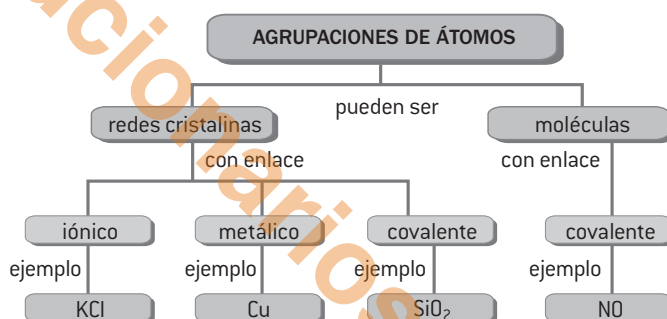 AGRUPACIONES DE ÁTOMOS
pueden ser
redes cristalinas
moléculas
con enlace
con enlace
iónico
metálico
covalente
covalente
ejemplo
ejemplo
ejemplo
ejemplo
KCl
Cu
SiO₂
NO